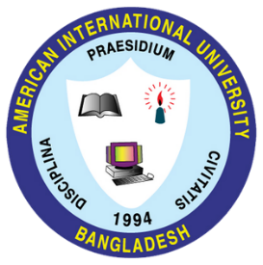 AMERICAN INTERNATIONAL UNIVERSITY
PRAESIDIUM
DISCIPLINA
CIVITATIS
1994
BANGLADESH